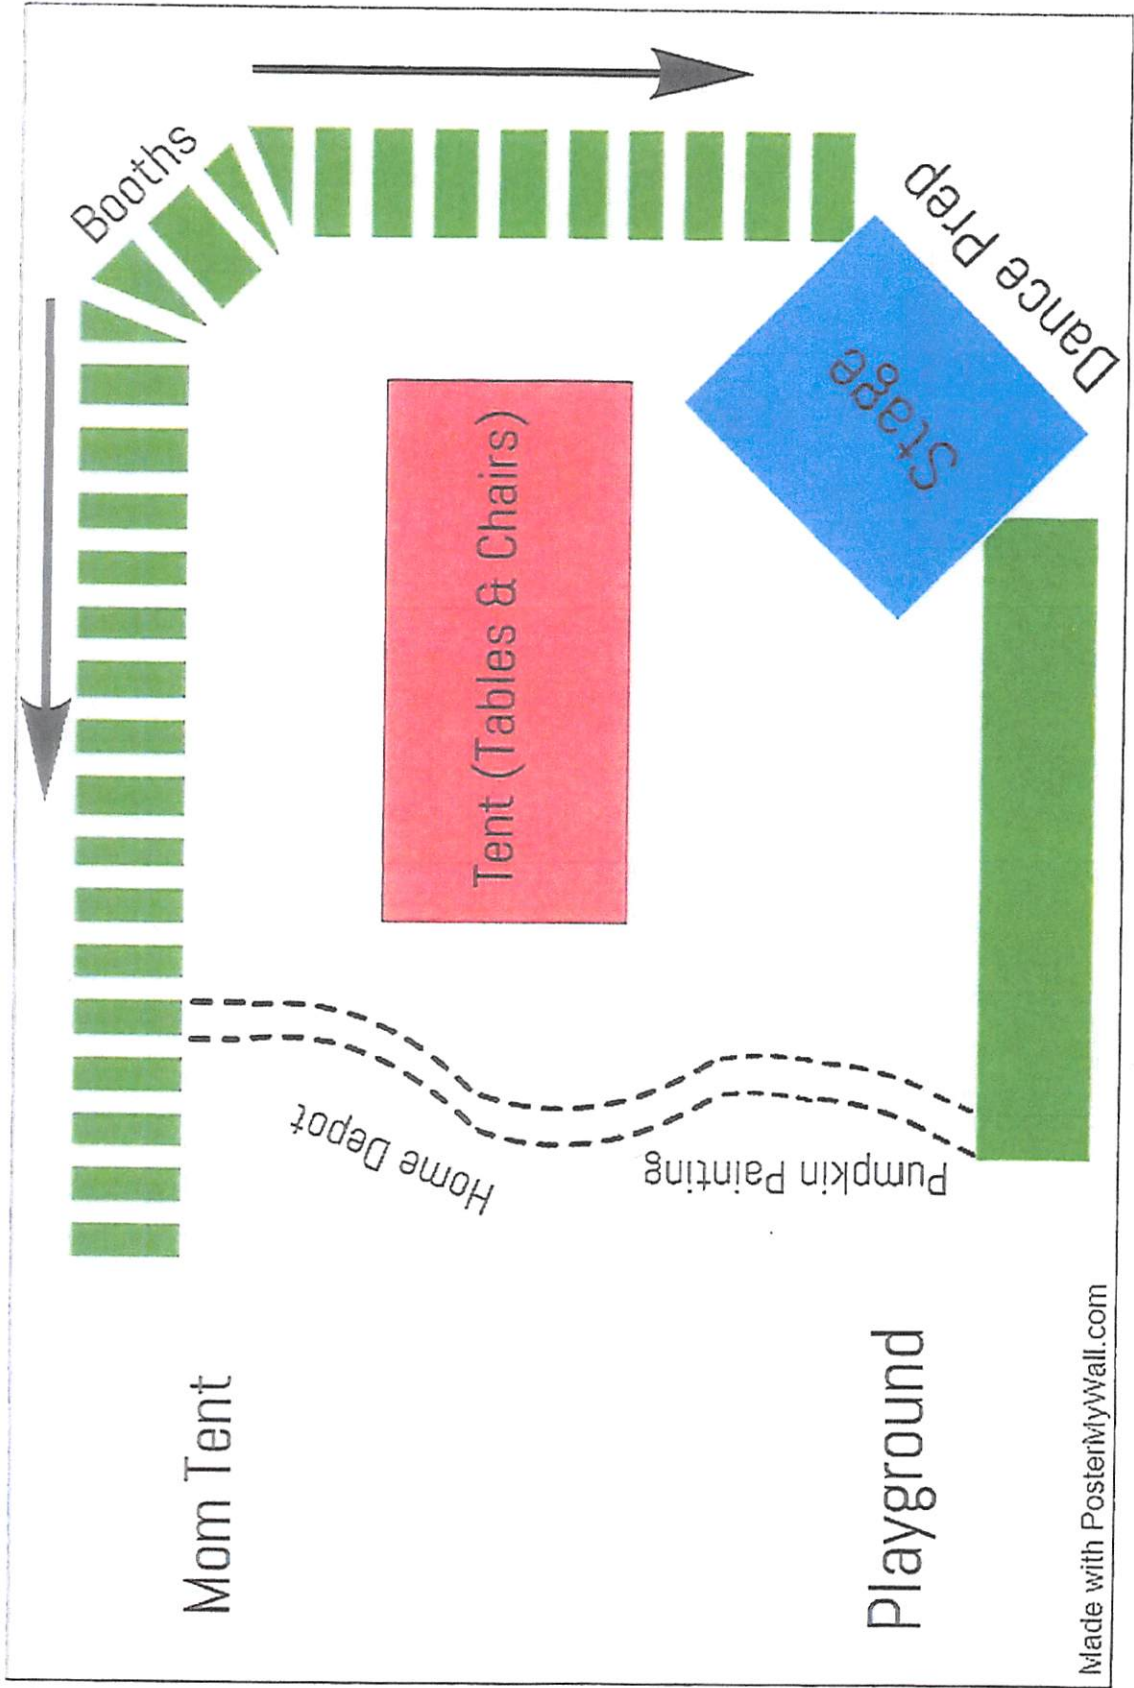 Booths
Mom Tent
Home Depot
Tent (Tables & Chairs)
Pumpkin Painting
Stage
Dance Prep
Playground
Made with PosterMyWall.com